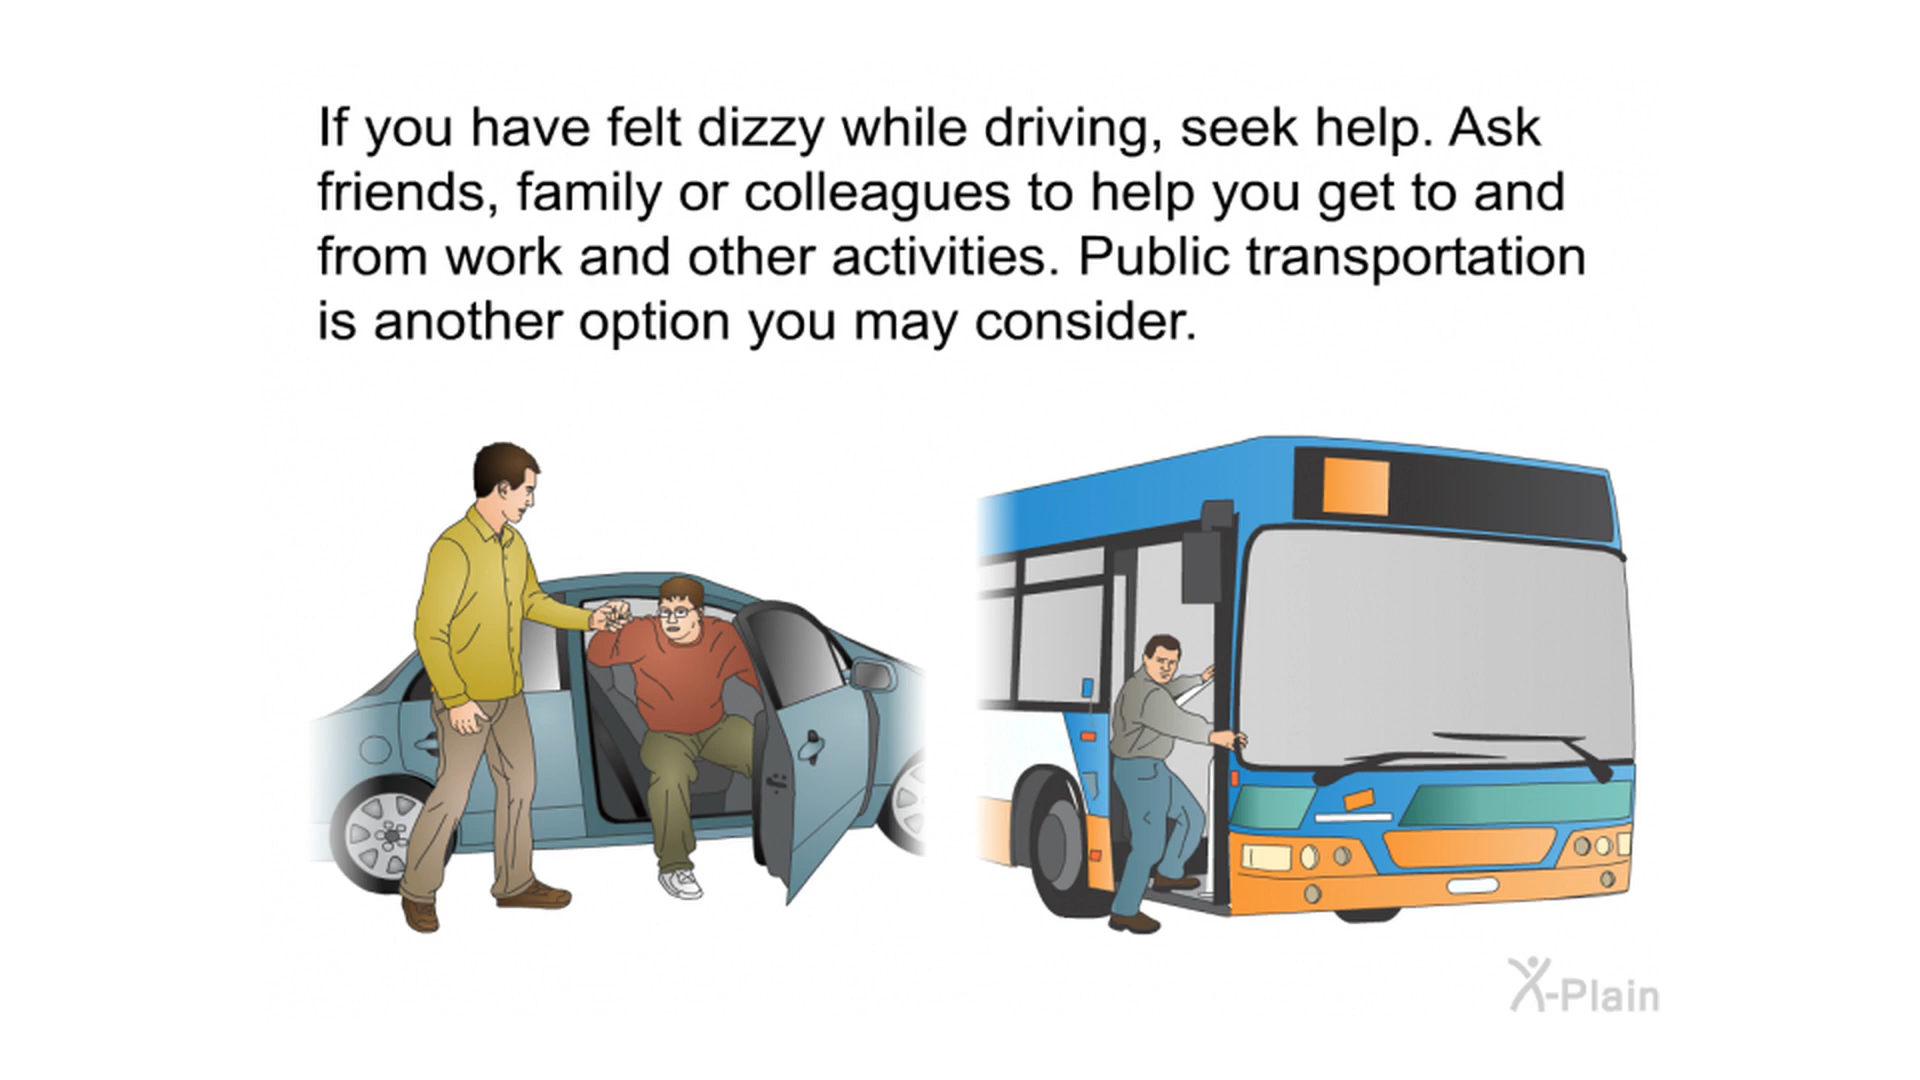 If you have felt dizzy while driving, seek help. Ask
friends, family or colleagues to help you get to and
from work and other activities. Public transportation
is another option you may consider.
X-Plain